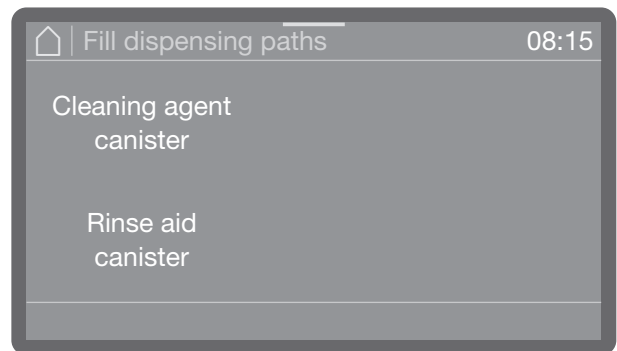 Fill dispensing paths 08:15
Cleaning agent
canister
Rinse aid
canister